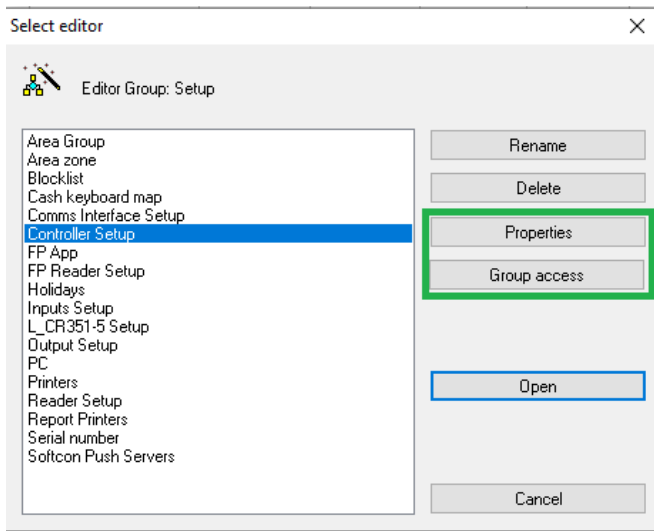 Select editor
Editor Group: Setup
Area Group
Area zone
Blocklist
Cash keyboard map
Comms Interface Setup
Controller Setup
FP App
FP Reader Setup
Holidays
Inputs Setup
L_CR351-5 Setup
Output Setup
PC
Printers
Reader Setup
Report Printers
Serial number
Softcon Push Servers
Rename
Delete
Properties
Group access
Open
Cancel